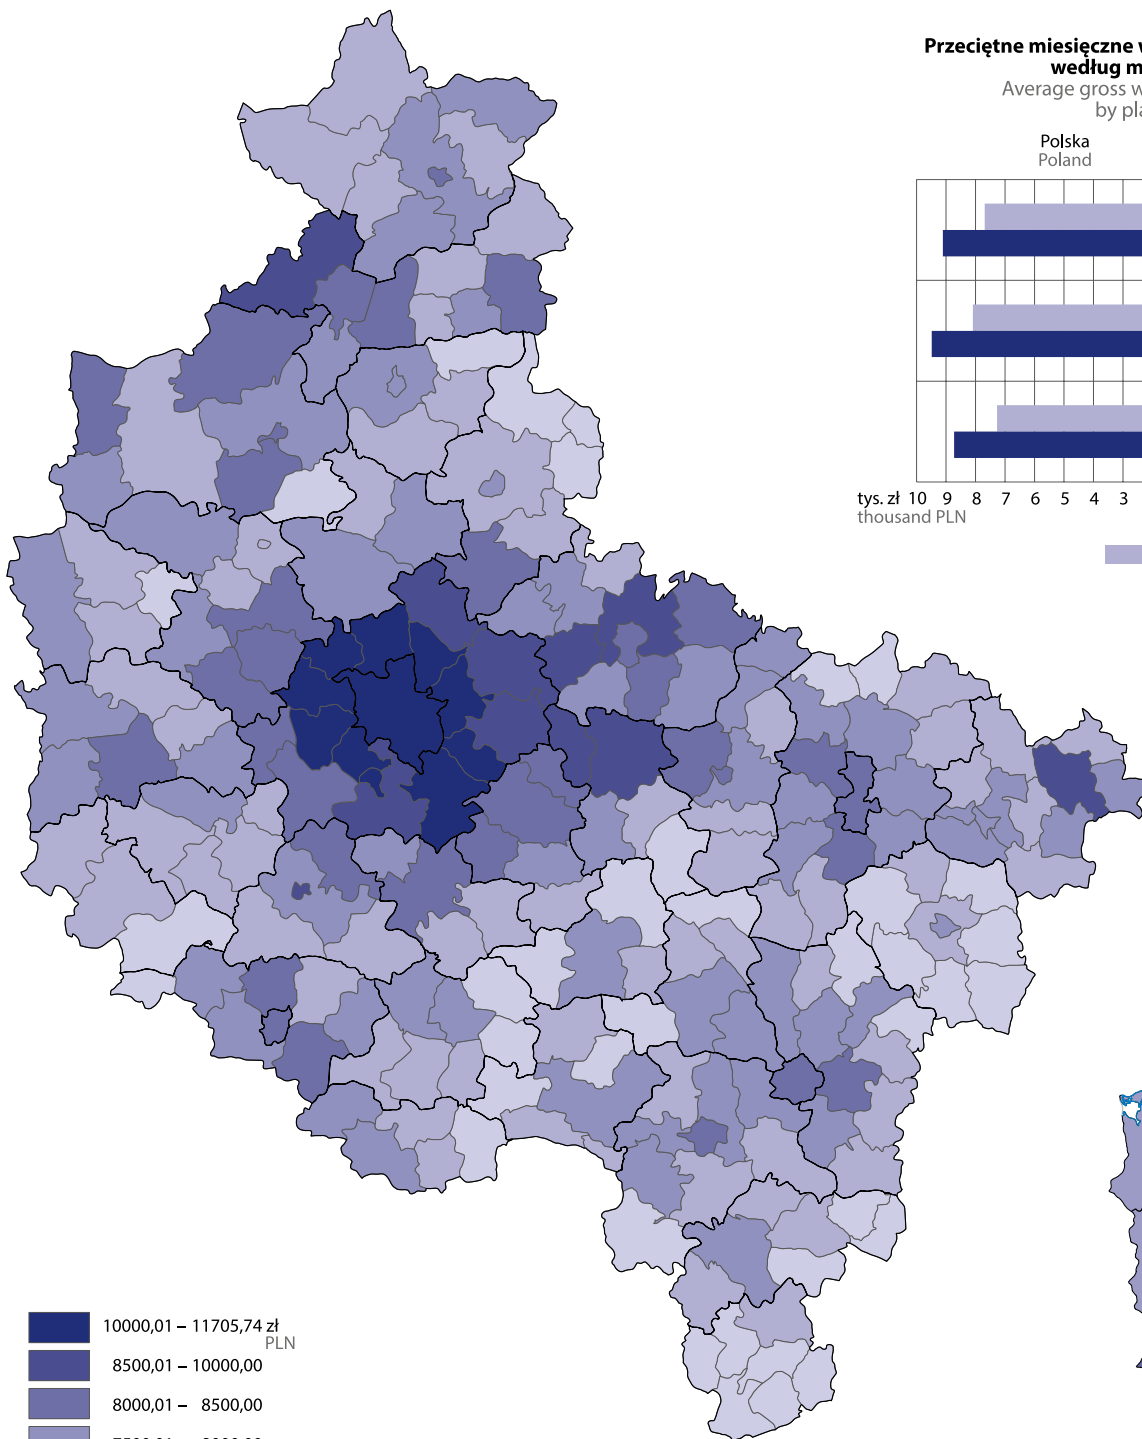 Przeciętne miesięczne
według
Average gross
by
Polska
Poland
tys. zł 10 9 8 7 6 5 4 3
thousand PLN
10000,01 – 11705,74 zł
PLN
8500,01 – 10000,00
8000,01 – 8500,00